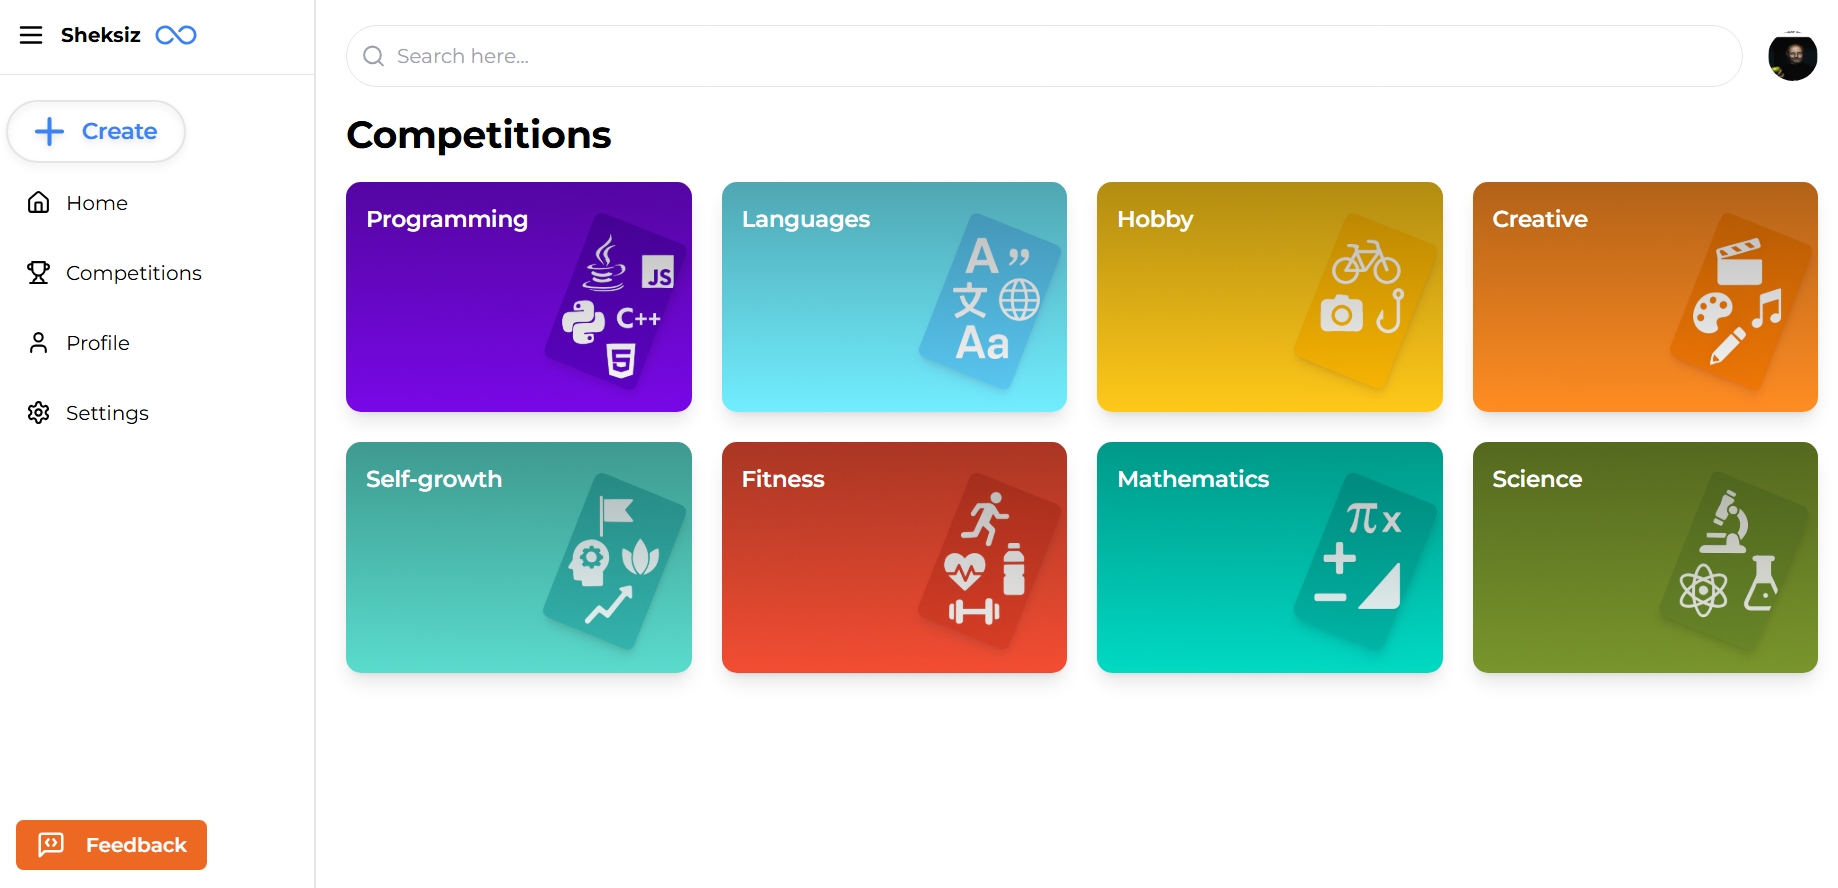 Sheksiz
Search here...
Create
Home
Competitions
Profile
Settings
Feedback
Competitions
Programming
JS
C++
5
Languages
A ”
文
Aa
Hobby
Creative
Self-growth
Fitness
Mathematics
π x
+
−
Science